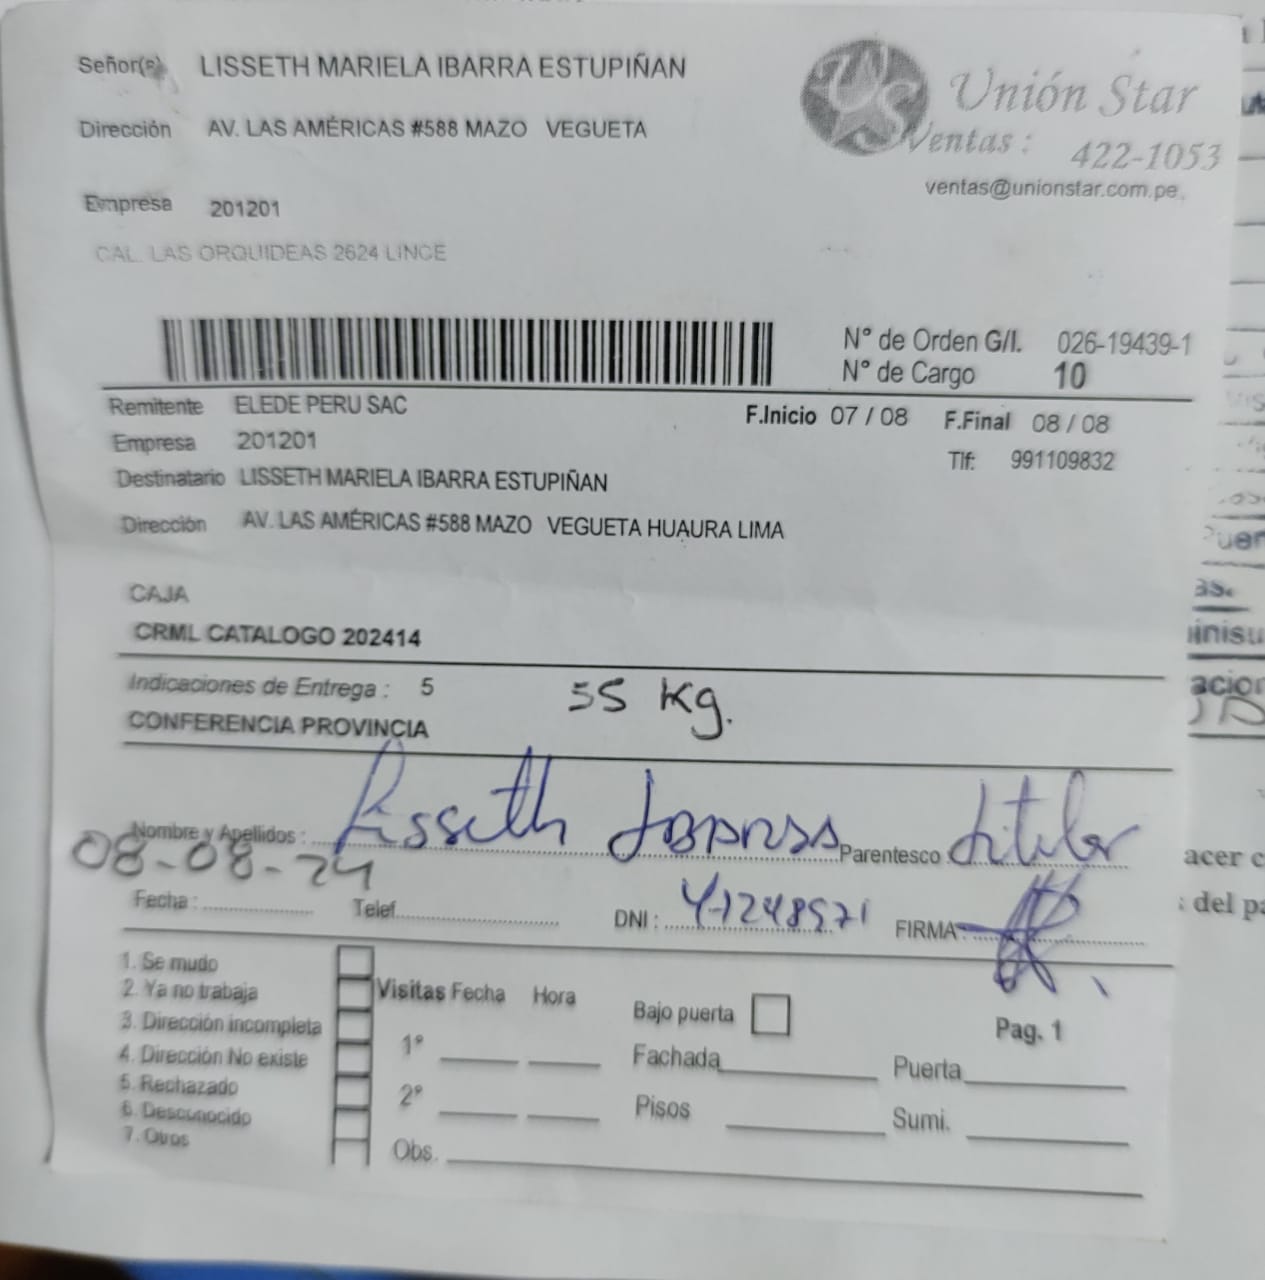 Señor(e) LISSETH MARIELA IBARRA ESTUPIÑAN
Unión Star
Dirección AV. LAS AMÉRICAS #588 MAZO VEGUETA
Ventas : 422-1053
ventas@unionstar.com.pe.
Empresa 201201
CAL. LAS ORQUIDEAS 2624 LINCE
N° de Orden G/I. 026-19439-1
N° de Cargo 10
Remitente ELEDE PERU SAC
F.Inicio 07 / 08 F.Final 08 / 08
Empresa 201201
Tlf: 991109832
Destinatario LISSETH MARIELA IBARRA ESTUPIÑAN
Dirección AV. LAS AMÉRICAS #588 MAZO VEGUETA HUAURA LIMA
CAJA
CRML CATALOGO 202414
Indicaciones de Entrega : 5 55 Kg.
CONFERENCIA PROVINCIA
Nombre y Apellidos : Lisseth Parentesco Titular
08-08-24
Fecha : Telef. DNI : 41248571 FIRMA
1. Se mudo
2. Ya no trabaja
3. Dirección incompleta
4. Dirección No existe
5. Rechazado
6. Desconocido
7. Otros
Visitas Fecha Hora
Bajo puerta
Pag. 1
1°
Fachada Puerta
2°
Pisos Sumi.
Obs.